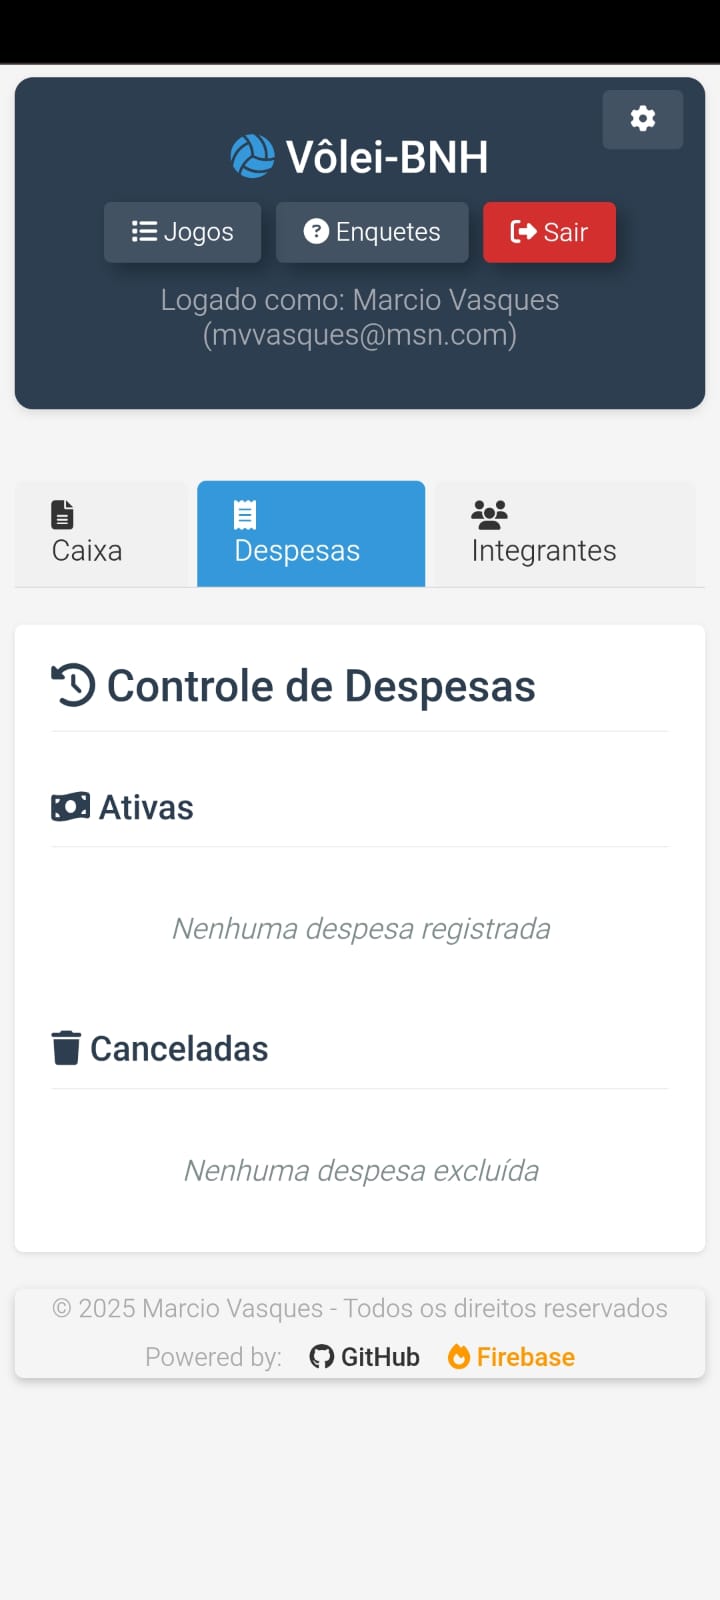 Vôlei-BNH
Jogos
Enquetes
Sair
Logado como: Marcio Vasques
(mvvasques@msn.com)
Caixa
Despesas
Integrantes
Controle de Despesas
Ativas
Nenhuma despesa registrada
Canceladas
Nenhuma despesa excluída
© 2025 Marcio Vasques - Todos os direitos reservados
Powered by: GitHub Firebase